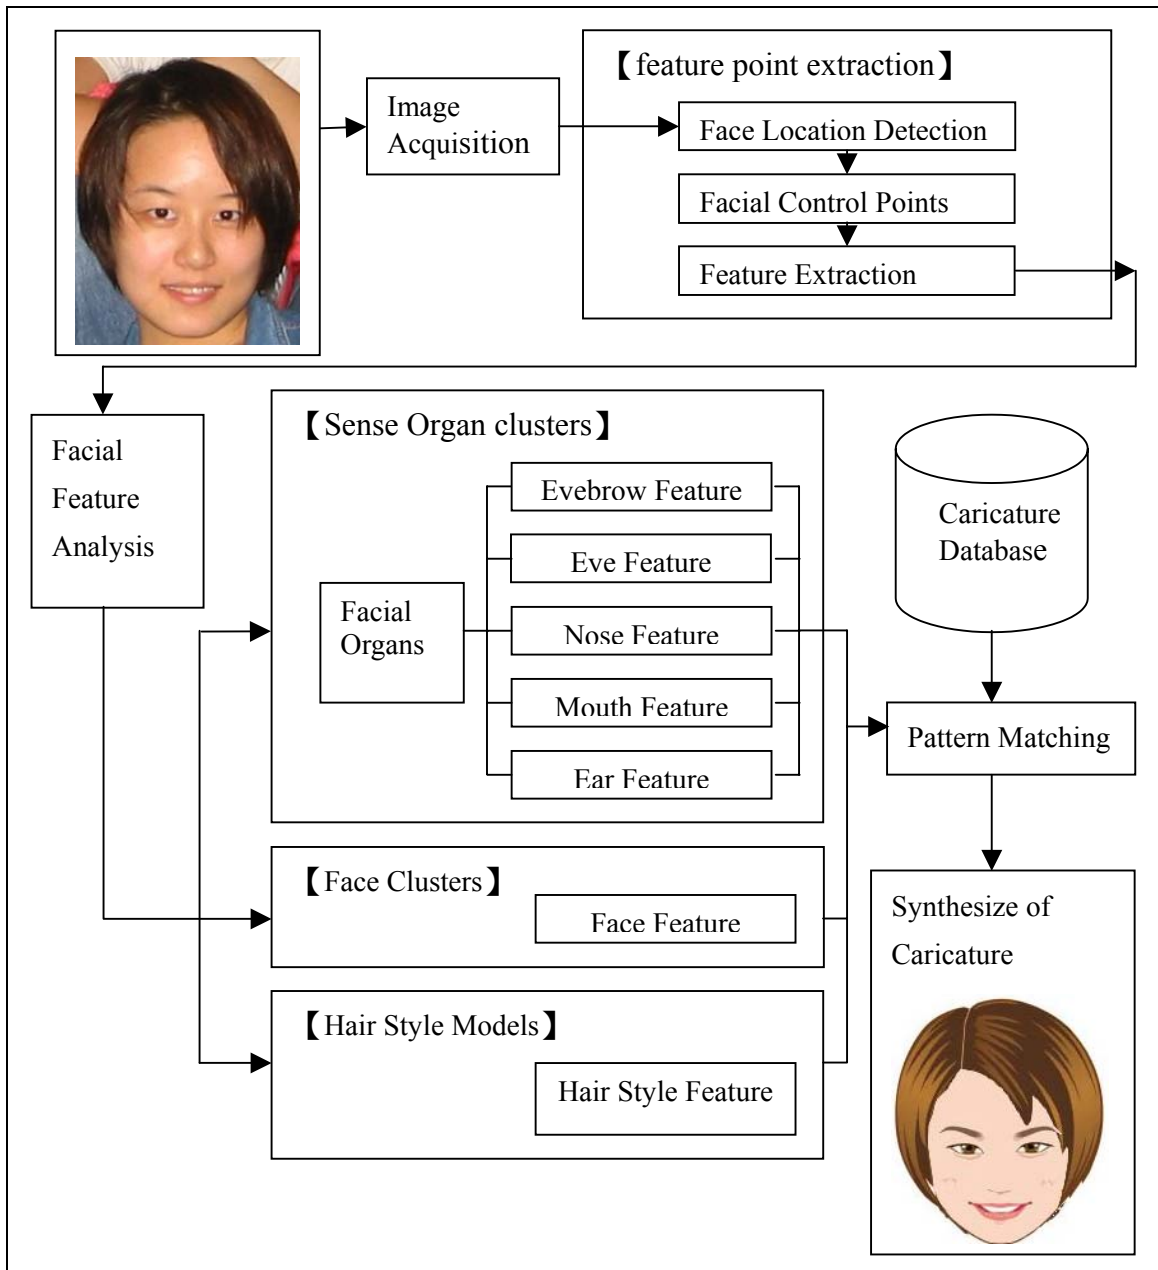 【feature point extraction】
Image
Acquisition
Face Location Detection
Facial Control Points
Feature Extraction
Facial
Feature
Analysis
【Sense Organ clusters】
Evebrow Feature
Eve Feature
Facial
Organs
Nose Feature
Mouth Feature
Ear Feature
Caricature
Database
Pattern Matching
【Face Clusters】
Face Feature
【Hair Style Models】
Hair Style Feature
Synthesize of
Caricature